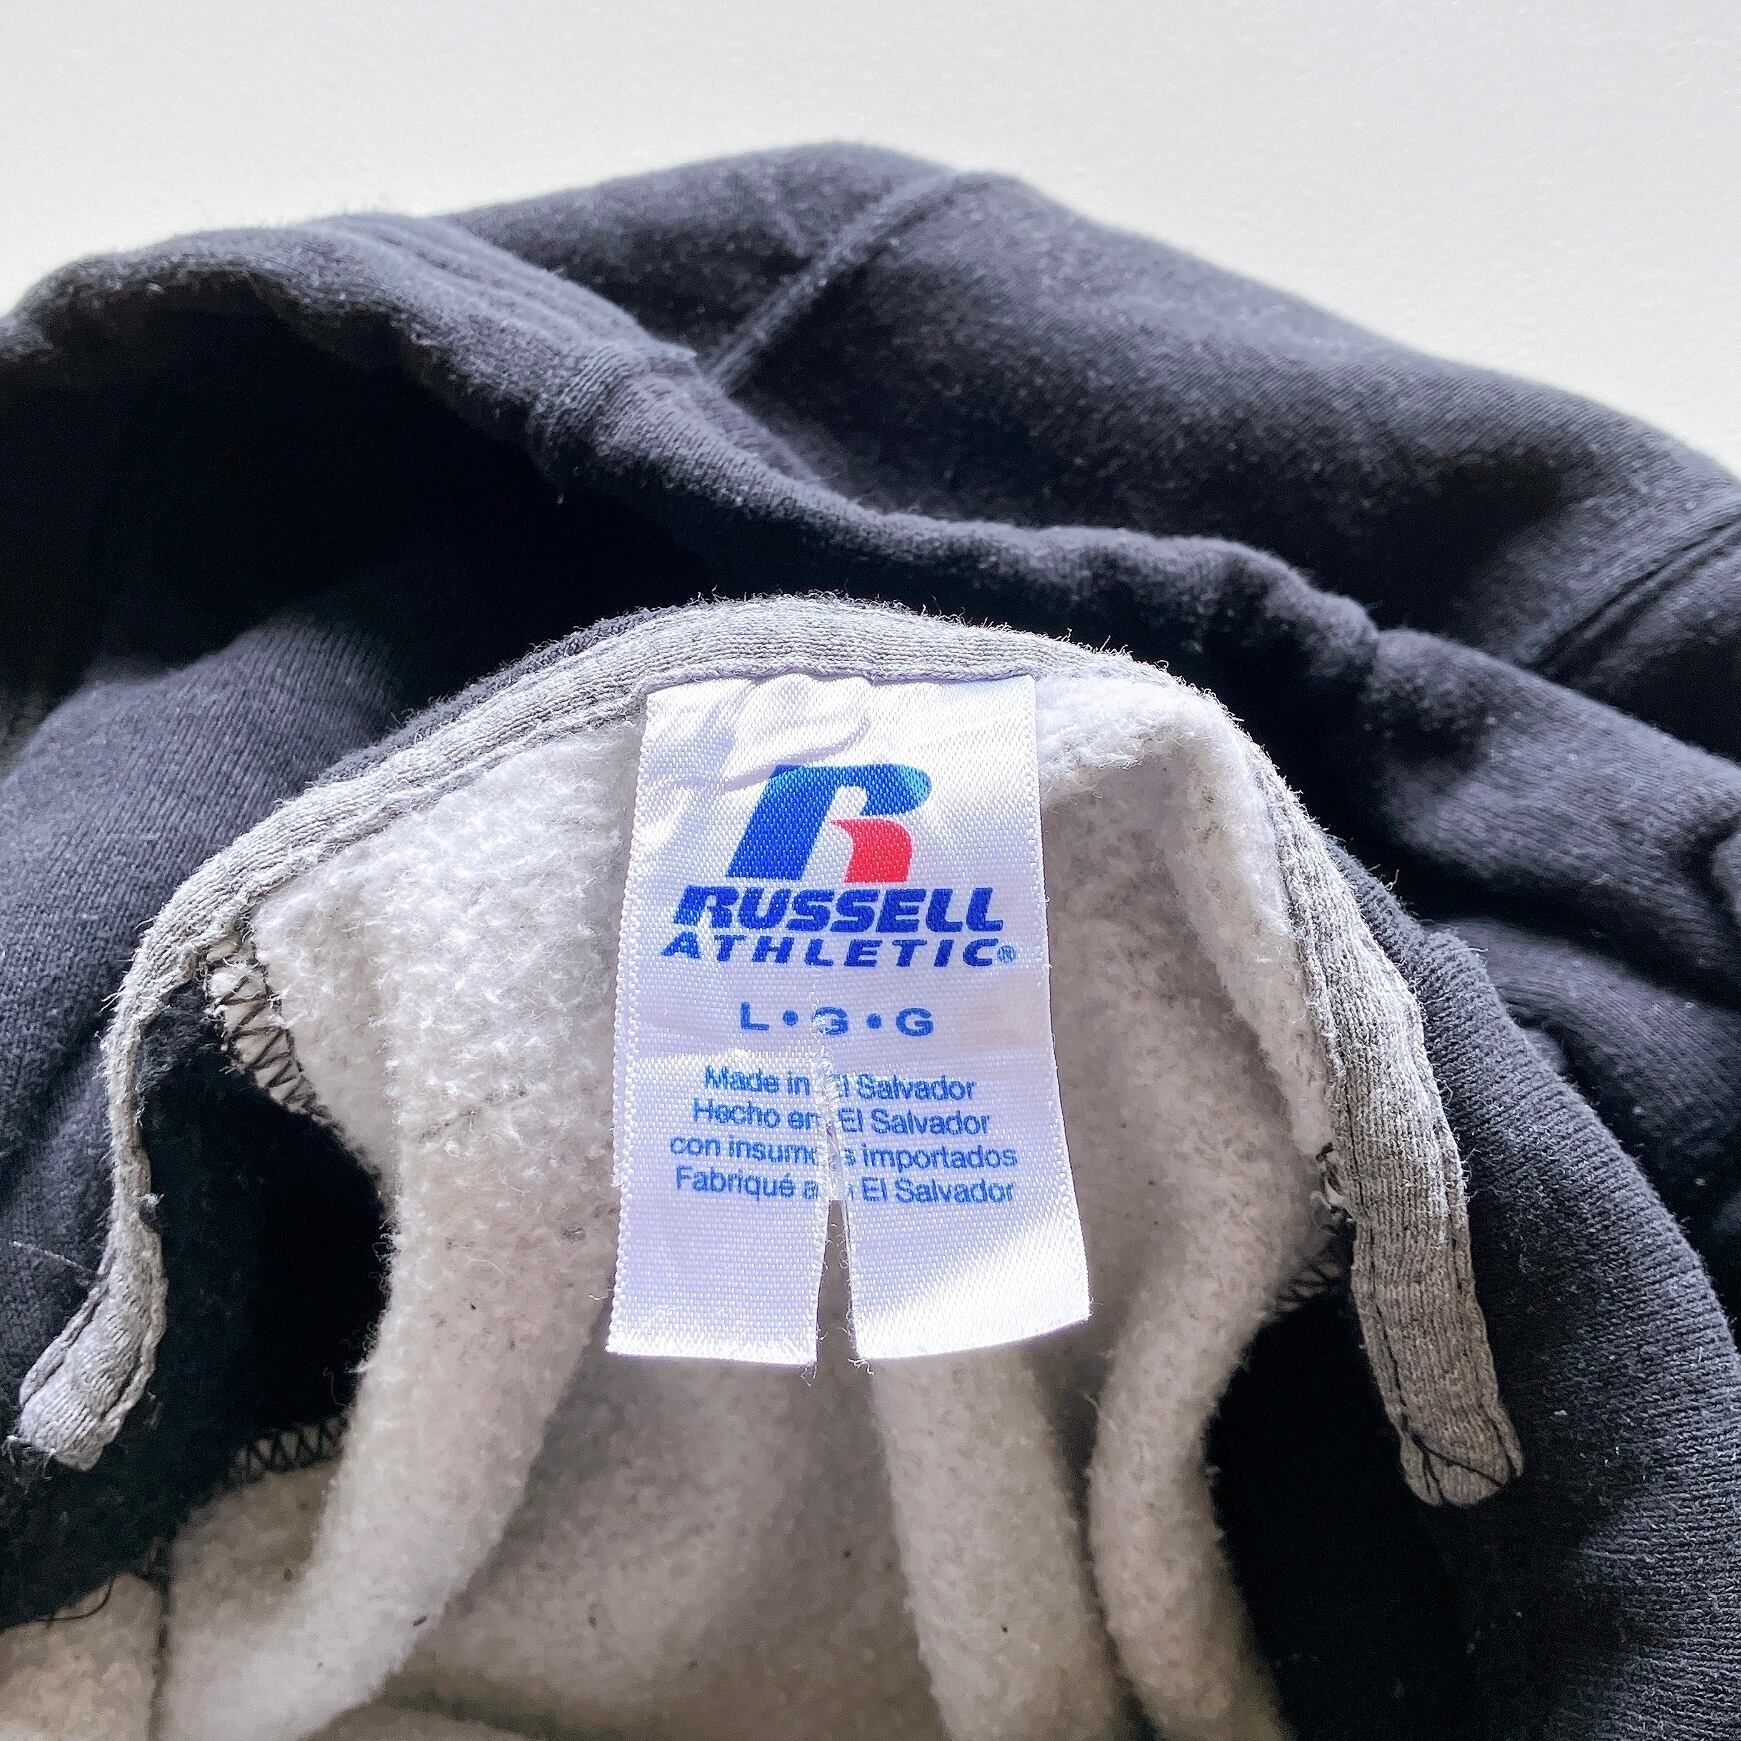 R
RUSSELL
ATHLETIC®
L•G•G
Made in El Salvador
Hecho en El Salvador
con insumos importados
Fabriqué au El Salvador